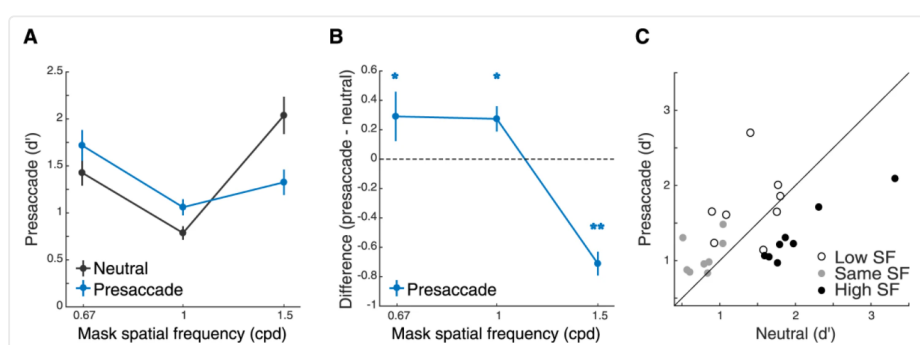 A
B
C
2.5
2
1.5
1
0.5
0
Presaccade (d')
Neutral
Presaccade
0.67
1
1.5
Mask spatial frequency (cpd)
0.6
0.4
0.2
0
-0.2
-0.4
-0.6
-0.8
-1
Difference (presaccade - neutral)
*
*
**
Presaccade
0.67
1
1.5
Mask spatial frequency (cpd)
3
2
1
Presaccade (d')
Low SF
Same SF
High SF
1
2
3
Neutral (d')